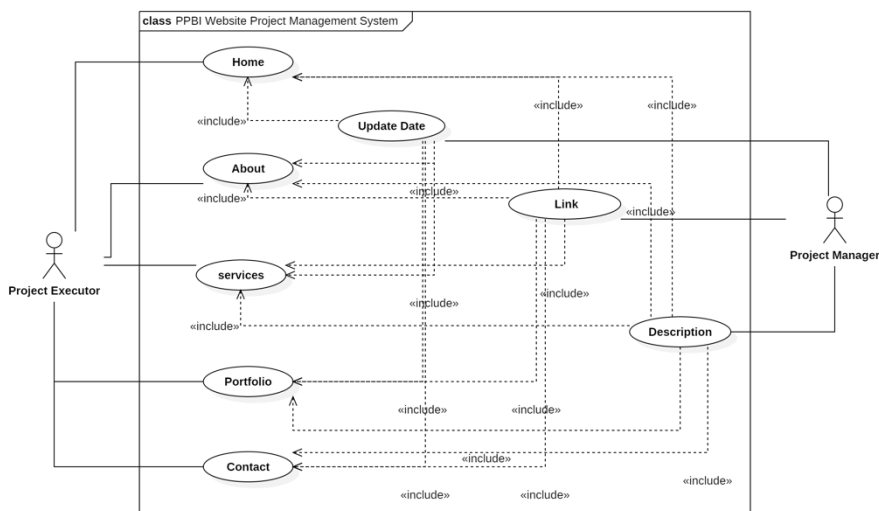 class PPBI Website Project Management System
Home
«include» «include»
«include»
Update Date
About
«include» «include»
Link
«include»
Project Executor
Project Manager
services
«include»
«include»
«include»
Description
Portfolio
«include» «include»
Contact
«include»
«include»
«include» «include»